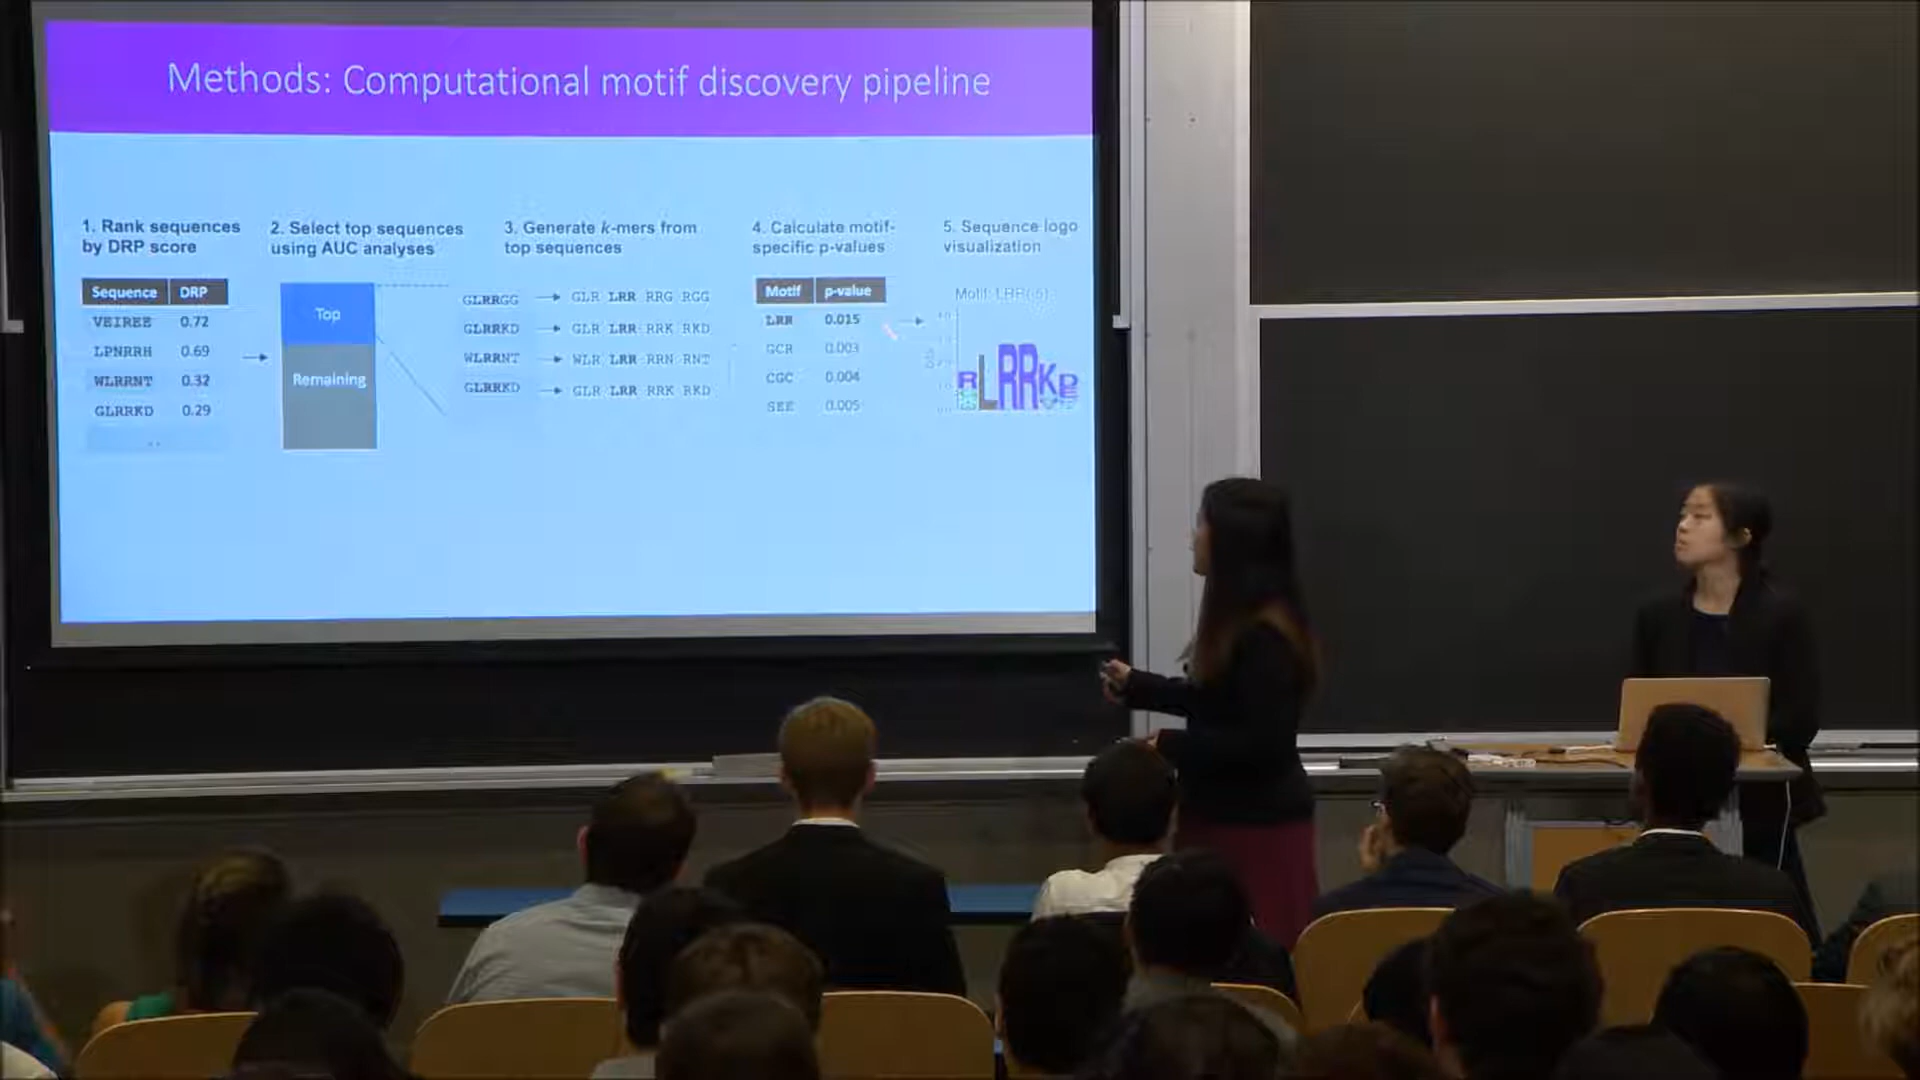 Methods: Computational motif discovery pipeline
1. Rank sequences
by DRP score
Sequence DRP
VEIREE 0.72
LPNRRH 0.69
WLRRNT 0.32
GLRRKD 0.29
..
2. Select top sequences
using AUC analyses
Top
Remaining
3. Generate k-mers from
top sequences
GLRRGG GLR LRR RRG RGG
GLRRKD GLR LRR RRK RKD
WLRRNT WLR LRR RRN RNT
GLRRKD GLR LRR RRK RKD
4. Calculate motif-
specific p-values
Motif p-value
LRR 0.015
GCR 0.003
CGC 0.004
SEE 0.005
5. Sequence logo
visualization
Motif: LRR
RLRRK